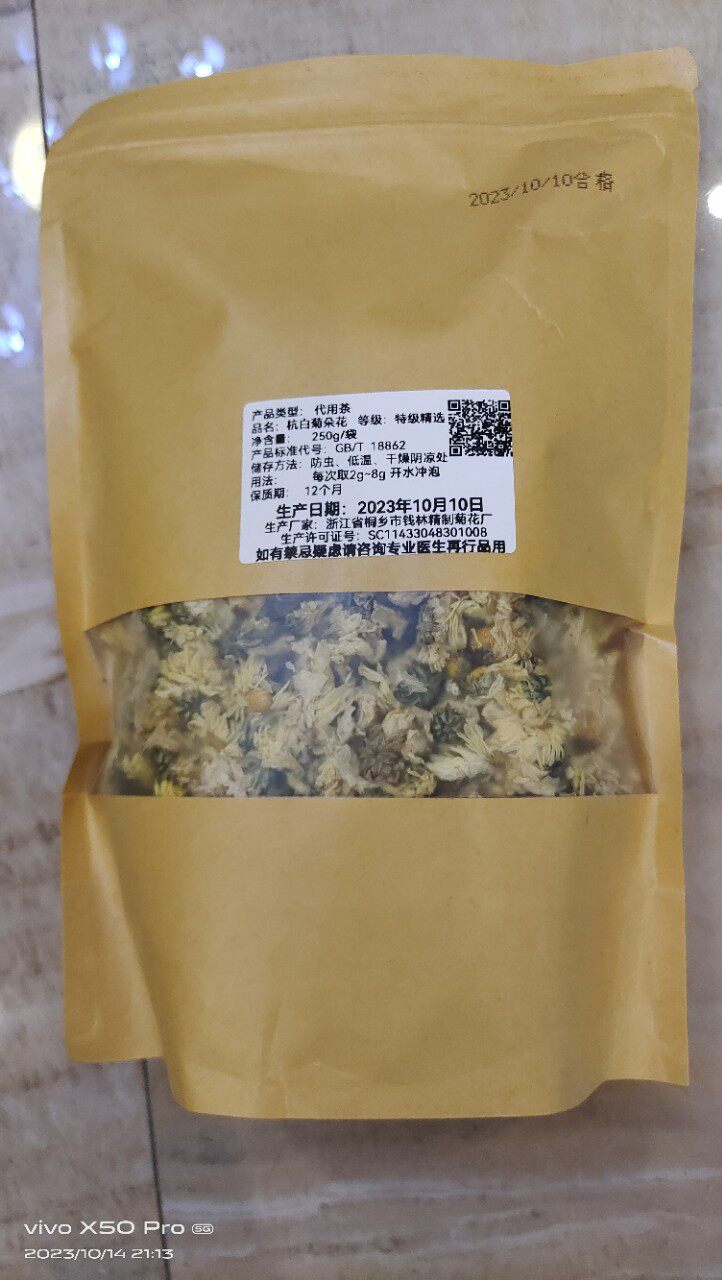 2023/10/10合格
产品类型： 代用茶
品名：杭白菊朵花 等级：特级精选
净含量： 250g/袋
产品标准代号：GB/T 18862
储存方法：防虫、低温、干燥阴凉处
用法： 每次取2g~8g 开水冲泡
保质期： 12个月
生产日期：2023年10月10日
生产厂家：浙江省桐乡市钱林精制菊花厂
生产许可证号：SC11433048301008
如有禁忌疑虑请咨询专业医生再行品用
vivo X50 Pro 5G
2023/10/14 21:13